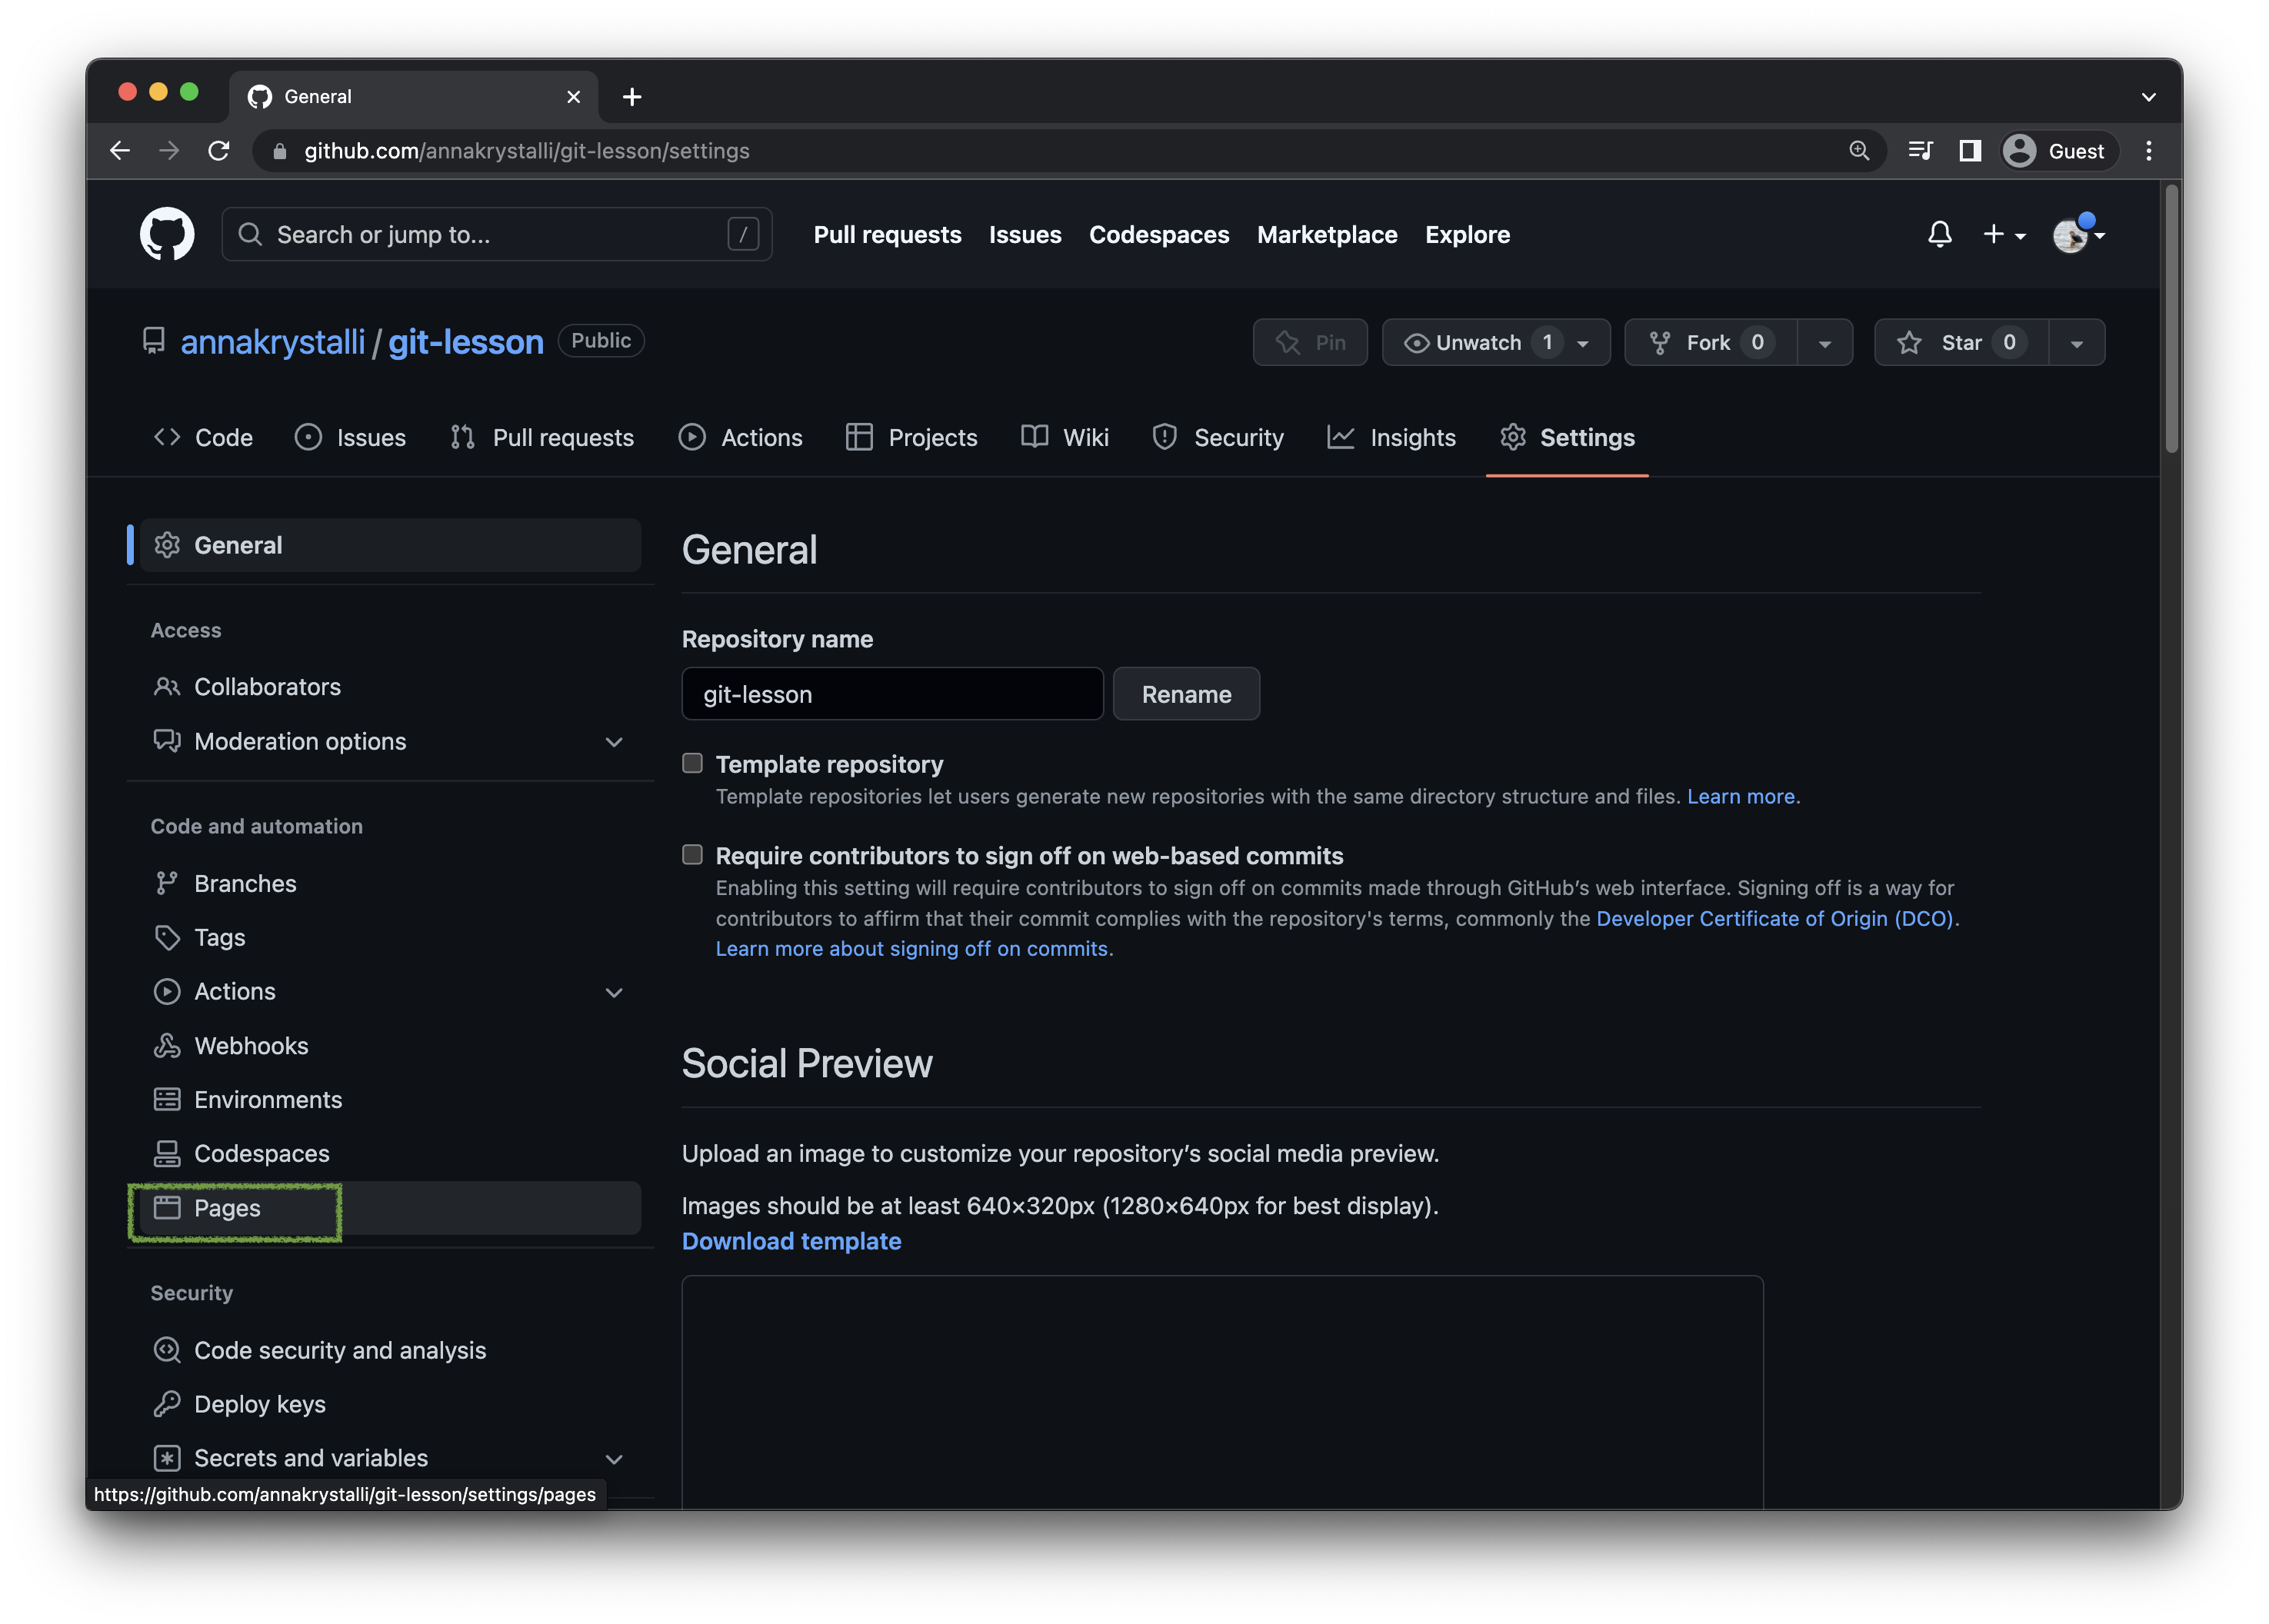 General
github.com/annakrystalli/git-lesson/settings
Guest
Search or jump to...
/
Pull requests Issues Codespaces Marketplace Explore
annakrystalli / git-lesson Public
Pin
Unwatch 1
Fork 0
Star 0
Code Issues Pull requests Actions Projects Wiki Security Insights Settings
General
Access
Collaborators
Moderation options
Code and automation
Branches
Tags
Actions
Webhooks
Environments
Codespaces
Pages
Security
Code security and analysis
Deploy keys
Secrets and variables
https://github.com/annakrystalli/git-lesson/settings/pages
General
Repository name
git-lesson
Rename
Template repository
Template repositories let users generate new repositories with the same directory structure and files. Learn more.
Require contributors to sign off on web-based commits
Enabling this setting will require contributors to sign off on commits made through GitHub’s web interface. Signing off is a way for
contributors to affirm that their commit complies with the repository's terms, commonly the Developer Certificate of Origin (DCO).
Learn more about signing off on commits.
Social Preview
Upload an image to customize your repository’s social media preview.
Images should be at least 640×320px (1280×640px for best display).
Download template